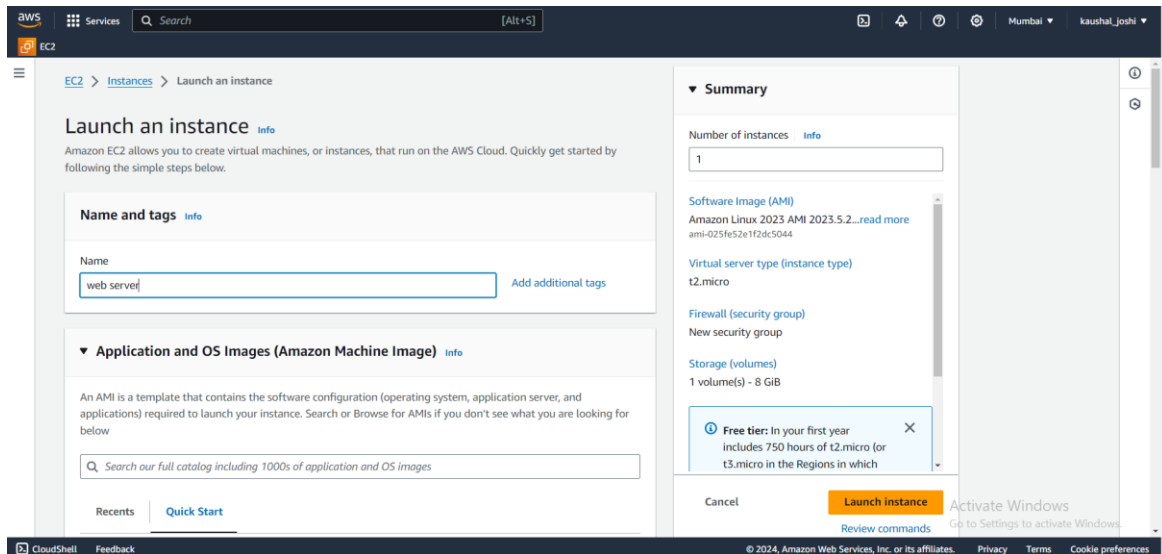 aws
Services
Search
[Alt+S]
Mumbai
kaushal_joshi
EC2
EC2 > Instances > Launch an instance
Launch an instance Info
Amazon EC2 allows you to create virtual machines, or instances, that run on the AWS Cloud. Quickly get started by
following the simple steps below.
Name and tags Info
Name
web server
Add additional tags
Application and OS Images (Amazon Machine Image) Info
An AMI is a template that contains the software configuration (operating system, application server, and
applications) required to launch your instance. Search or Browse for AMIs if you don't see what you are looking for
below
Search our full catalog including 1000s of application and OS images
Recents
Quick Start
Summary
Number of instances Info
1
Software Image (AMI)
Amazon Linux 2023 AMI 2023.5.2...read more
ami-025fe52e1f2dc5044
Virtual server type (instance type)
t2.micro
Firewall (security group)
New security group
Storage (volumes)
1 volume(s) - 8 GiB
Free tier: In your first year
includes 750 hours of t2.micro (or
t3.micro in the Regions in which
Cancel
Launch instance
Review commands
Activate Windows
Go to Settings to activate Windows.
CloudShell
Feedback
© 2024, Amazon Web Services, Inc. or its affiliates.
Privacy
Terms
Cookie preferences